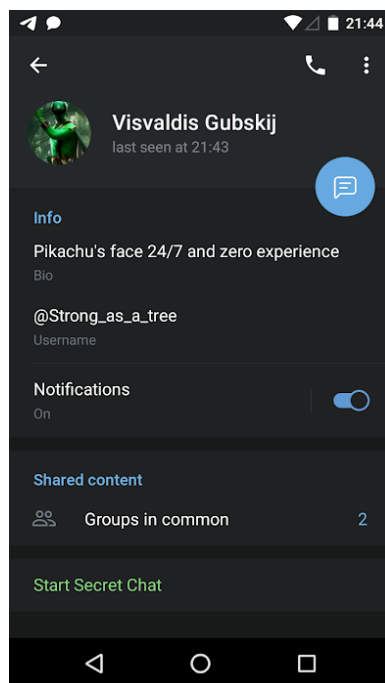 21:44
Visvaldis Gubskij
last seen at 21:43
Info
Pikachu's face 24/7 and zero experience
Bio
@Strong_as_a_tree
Username
Notifications
On
Shared content
Groups in common 2
Start Secret Chat